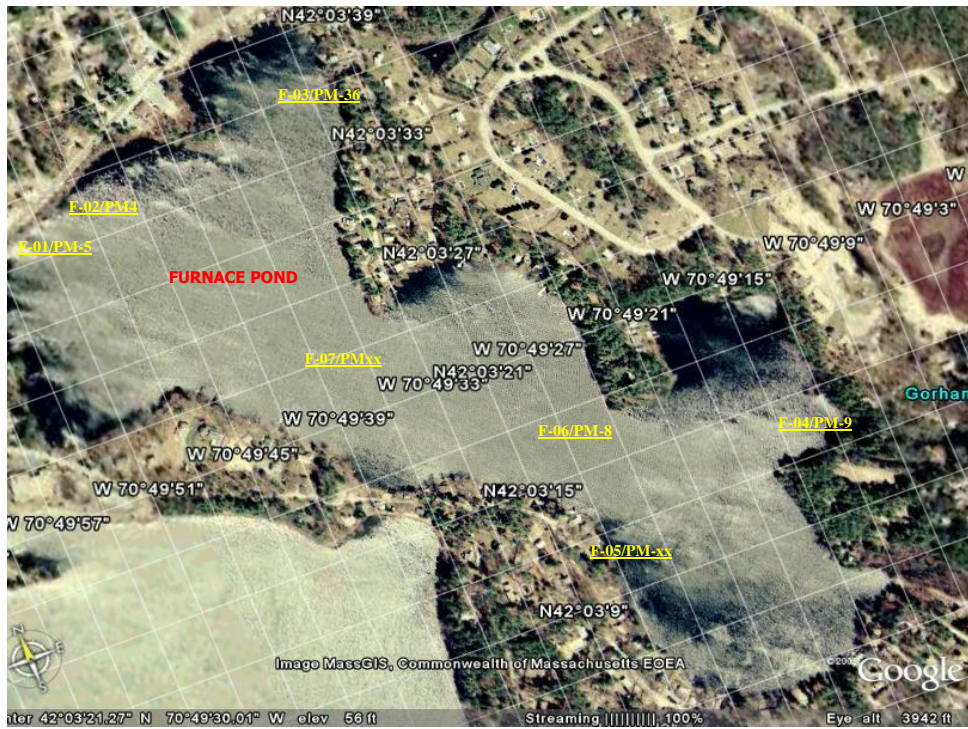 N42°03'39"
F-03/PM-36
N42°03'33"
W
F-02/PM4
W 70°49'3"
F-01/PM-5
W 70°49'9"
N42°03'27"
FURNACE POND
W 70°49'15"
W 70°49'21"
W 70°49'27"
F-07/PMxx
N42°03'21"
W 70°49'33"
Gorham
W 70°49'39"
F-04/PM-9
F-06/PM-8
W 70°49'45"
W 70°49'51"
N42°03'15"
W 70°49'57"
F-05/PM-xx
N42°03'9"
N
E
S
Image MassGIS, Commonwealth of Massachusetts EOEA
Google
nter 42°03'21.27" N 70°49'30.01" W elev 56 ft
Streaming |||||||||| 100%
Eye alt 3942 ft